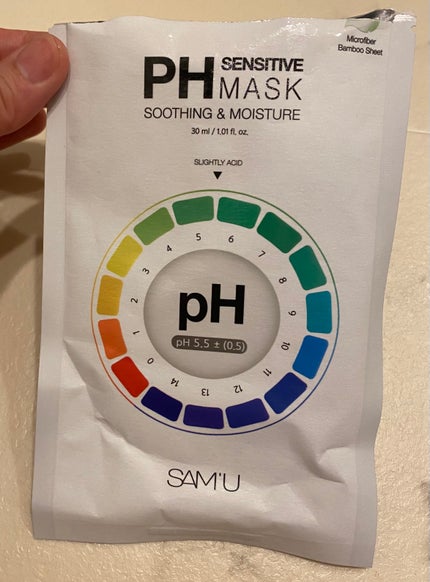 PH SENSITIVE MASK
SOOTHING & MOISTURE
30 ml / 1.01 fl. oz.
Microfiber
Bamboo Sheet
SLIGHTLY ACID
0
1
2
3
4
5
6
7
8
9
10
11
12
13
14
pH
pH 5.5 ± (0.5)
SAM'U